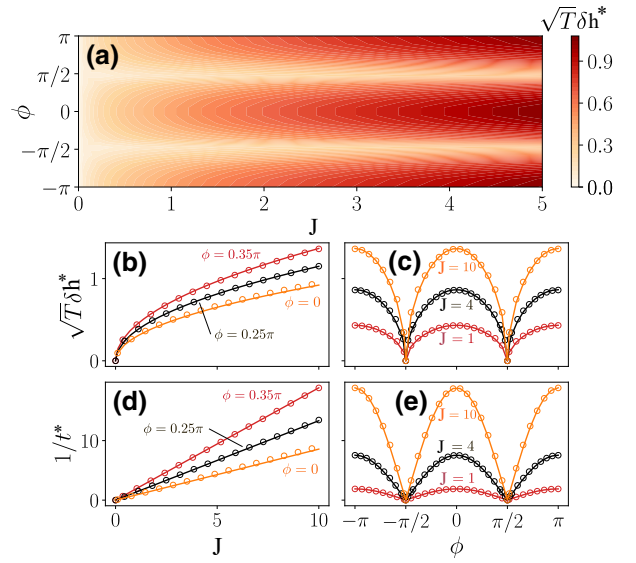 √T δh*
(a)
π
π/2
0
−π/2
−π
ϕ
0 1 2 3 4 5
J
0.9
0.6
0.3
0.0
(b)
ϕ = 0.35π
ϕ = 0
ϕ = 0.25π
1
0
√T δh*
(c)
J = 10
J = 4
J = 1
(d)
ϕ = 0.35π
ϕ = 0.25π
ϕ = 0
10
0
1/t*
0 5 10
J
(e)
J = 10
J = 4
J = 1
−π −π/2 0 π/2 π
ϕ